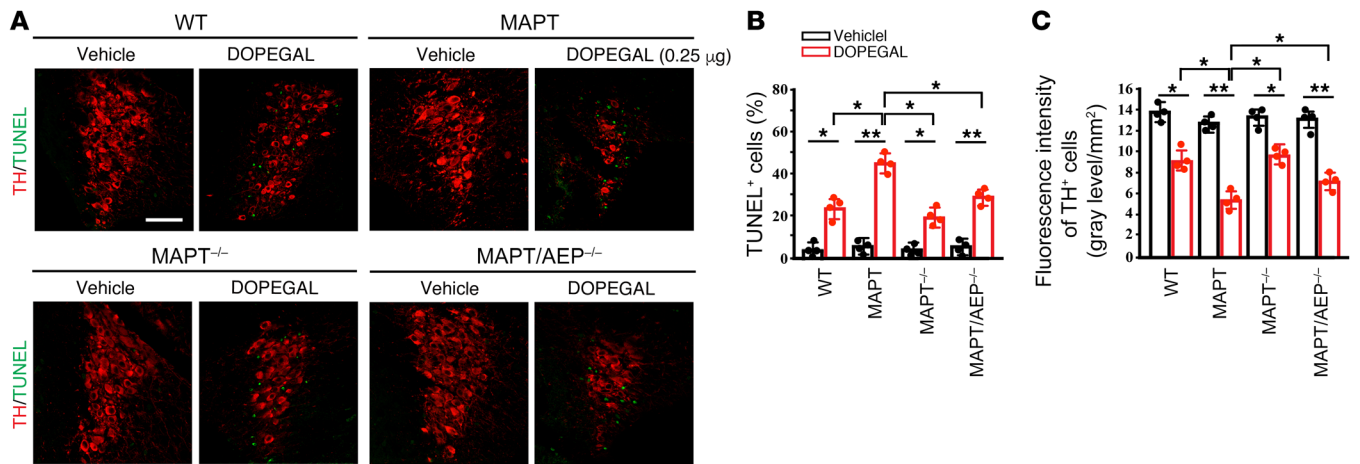 A
WT
MAPT
Vehicle
DOPEGAL
Vehicle
DOPEGAL (0.25 μg)
TH/TUNEL
MAPT–/–
MAPT/AEP–/–
Vehicle
DOPEGAL
Vehicle
DOPEGAL
TH/TUNEL
B
Vehiclel
DOPEGAL
TUNEL+ cells (%)
80
60
40
20
0
*
*
*
*
**
*
**
WT
MAPT
MAPT–/–
MAPT/AEP–/–
C
Fluorescence intensity
of TH+ cells
(gray level/mm2)
16
14
12
10
8
6
4
2
0
*
*
*
*
**
*
**
WT
MAPT
MAPT–/–
MAPT/AEP–/–